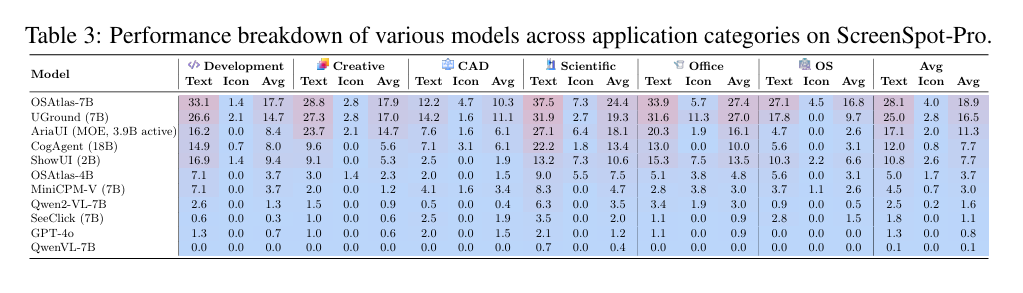 Table 3: Performance breakdown of various models across application categories on ScreenSpot-Pro.
Model Development Creative CAD Scientific Office OS Avg
Text Icon Avg Text Icon Avg Text Icon Avg Text Icon Avg Text Icon Avg Text Icon Avg Text Icon Avg
OSAtlas-7B 33.1 1.4 17.7 28.8 2.8 17.9 12.2 4.7 10.3 37.5 7.3 24.4 33.9 5.7 27.4 27.1 4.5 16.8 28.1 4.0 18.9
UGround (7B) 26.6 2.1 14.7 27.3 2.8 17.0 14.2 1.6 11.1 31.9 2.7 19.3 31.6 11.3 27.0 17.8 0.0 9.7 25.0 2.8 16.5
AriaUI (MOE, 3.9B active) 16.2 0.0 8.4 23.7 2.1 14.7 7.6 1.6 6.1 27.1 6.4 18.1 20.3 1.9 16.1 4.7 0.0 2.6 17.1 2.0 11.3
CogAgent (18B) 14.9 0.7 8.0 9.6 0.0 5.6 7.1 3.1 6.1 22.2 1.8 13.4 13.0 0.0 10.0 5.6 0.0 3.1 12.0 0.8 7.7
ShowUI (2B) 16.9 1.4 9.4 9.1 0.0 5.3 2.5 0.0 1.9 13.2 7.3 10.6 15.3 7.5 13.5 10.3 2.2 6.6 10.8 2.6 7.7
OSAtlas-4B 7.1 0.0 3.7 3.0 1.4 2.3 2.0 0.0 1.5 9.0 5.5 7.5 5.1 3.8 4.8 5.6 0.0 3.1 5.0 1.7 3.7
MiniCPM-V (7B) 7.1 0.0 3.7 2.0 0.0 1.2 4.1 1.6 3.4 8.3 0.0 4.7 2.8 3.8 3.0 3.7 1.1 2.6 4.5 0.7 3.0
Qwen2-VL-7B 2.6 0.0 1.3 1.5 0.0 0.9 0.5 0.0 0.4 6.3 0.0 3.5 3.4 1.9 3.0 0.9 0.0 0.5 2.5 0.2 1.6
SeeClick (7B) 0.6 0.0 0.3 1.0 0.0 0.6 2.5 0.0 1.9 3.5 0.0 2.0 1.1 0.0 0.9 2.8 0.0 1.5 1.8 0.0 1.1
GPT-4o 1.3 0.0 0.7 1.0 0.0 0.6 2.0 0.0 1.5 2.1 0.0 1.2 1.1 0.0 0.9 0.0 0.0 0.0 1.3 0.0 0.8
QwenVL-7B 0.0 0.0 0.0 0.0 0.0 0.0 0.0 0.0 0.0 0.7 0.0 0.4 0.0 0.0 0.0 0.0 0.0 0.0 0.1 0.0 0.1